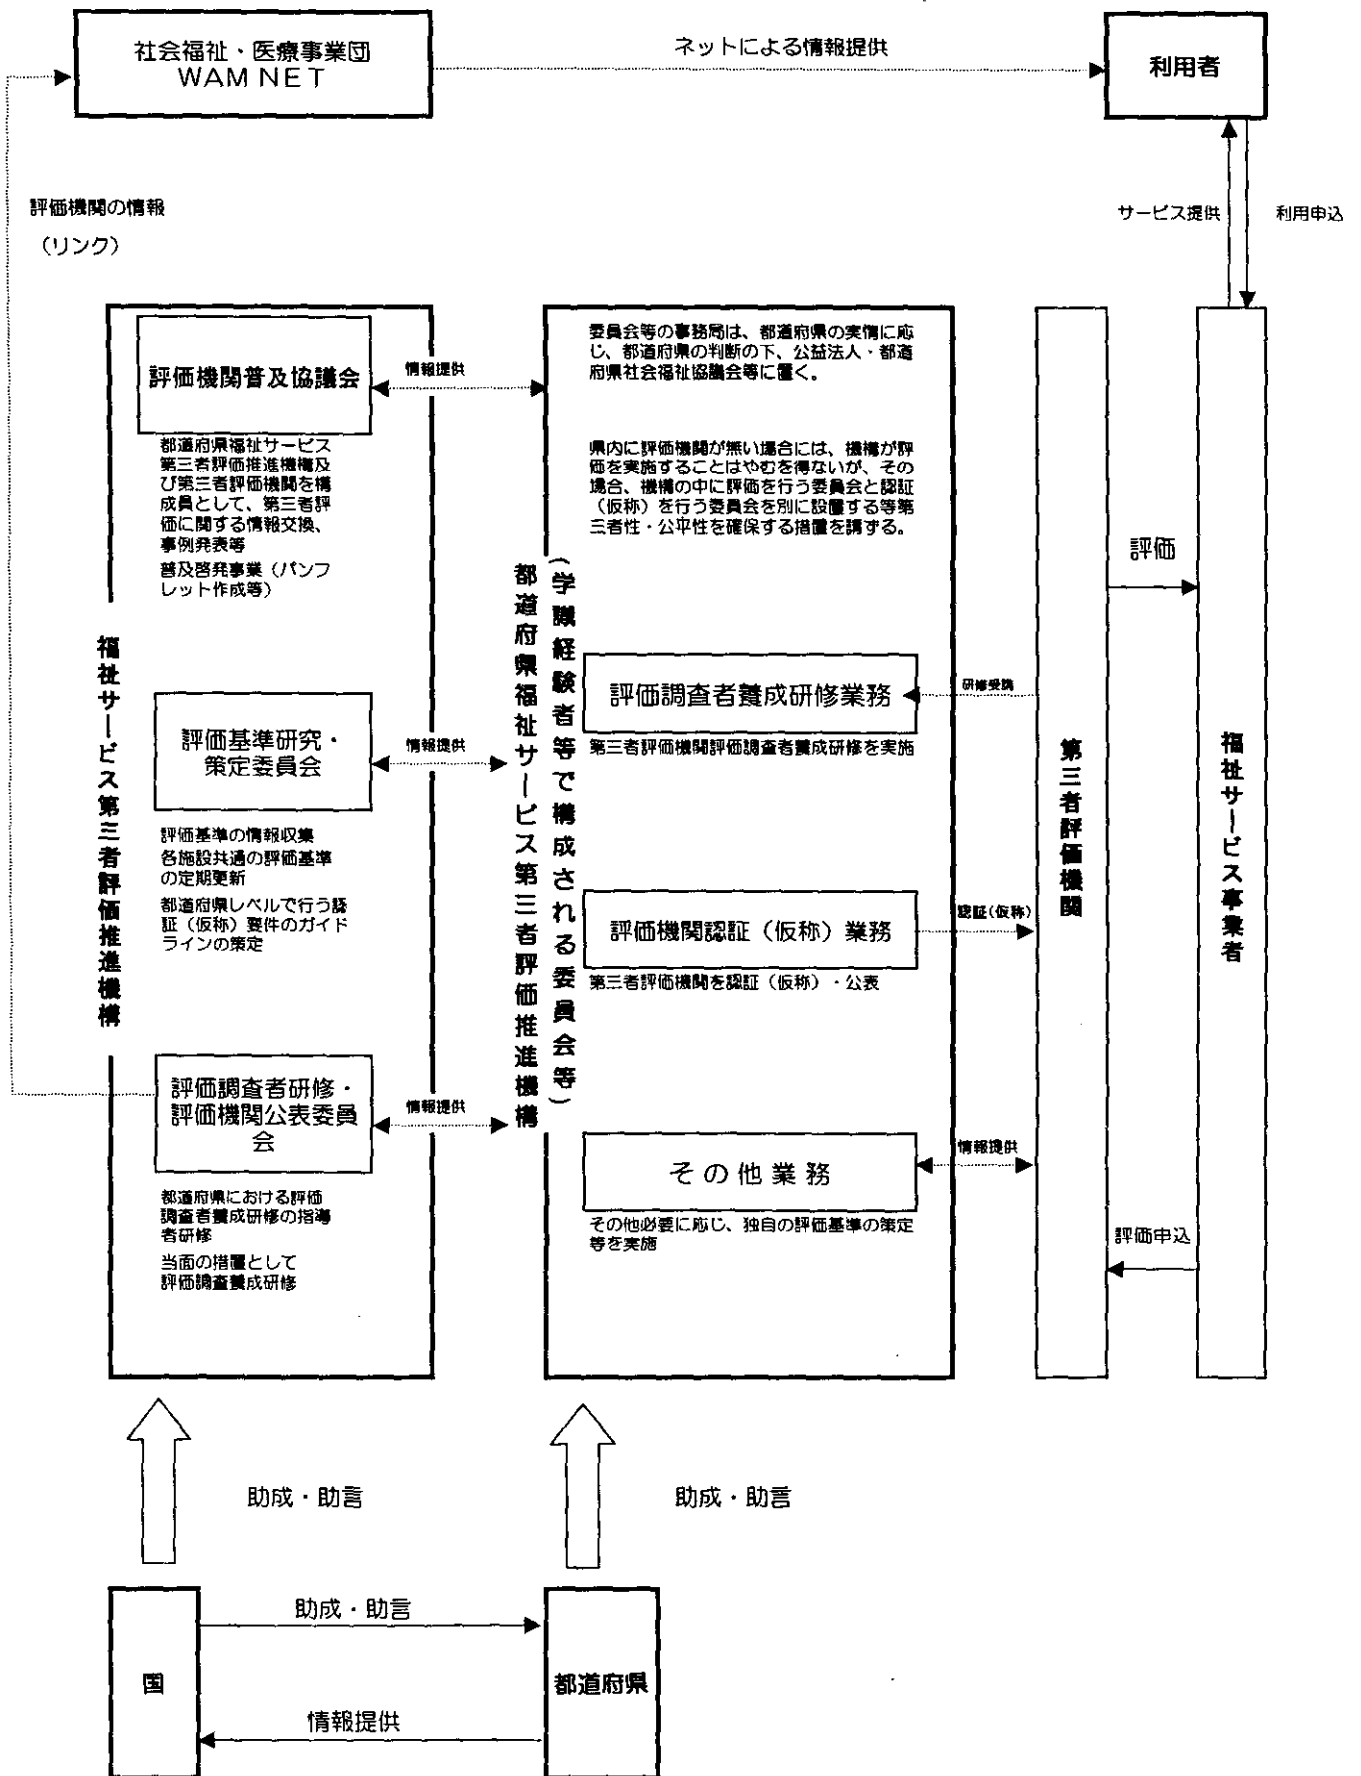 社会福祉・医療事業団
WAM NET
ネットによる情報提供
利用者
評価機関の情報
（リンク）
サービス提供
利用申込
福祉サービス第三者評価推進機構
評価機関普及協議会
都道府県福祉サービス
第三者評価推進機構及
び第三者評価機関を構
成員として、第三者評
価に関する情報交換、
事例発表等
普及啓発事業（パンフ
レット作成等）
情報提供
評価基準研究・
策定委員会
評価基準の情報収集
各施設共通の評価基準
の定期更新
都道府県レベルで行う認
証（仮称）要件のガイド
ラインの策定
情報提供
評価調査者研修・
評価機関公表委員
会
都道府県における評価
調査者養成研修の指導
者研修
当面の措置として
評価調査養成研修
情報提供
都道府県福祉サービス第三者評価推進機構
（学識経験者等で構成される委員会等）
委員会等の事務局は、都道府県の実情に応
じ、都道府県の判断の下、公益法人・都道
府県社会福祉協議会等に置く。
県内に評価機関が無い場合には、機構が評
価を実施することはやむを得ないが、その
場合、機構の中に評価を行う委員会と認証
（仮称）を行う委員会を別に設置する等第
三者性・公平性を確保する措置を講ずる。
評価調査者養成研修業務
第三者評価機関評価調査者養成研修を実施
研修受講
評価機関認証（仮称）業務
第三者評価機関を認証（仮称）・公表
認証（仮称）
その他業務
その他必要に応じ、独自の評価基準の策定
等を実施
情報提供
第三者評価機関
評価
評価申込
福祉サービス事業者
助成・助言
助成・助言
国
助成・助言
情報提供
都道府県